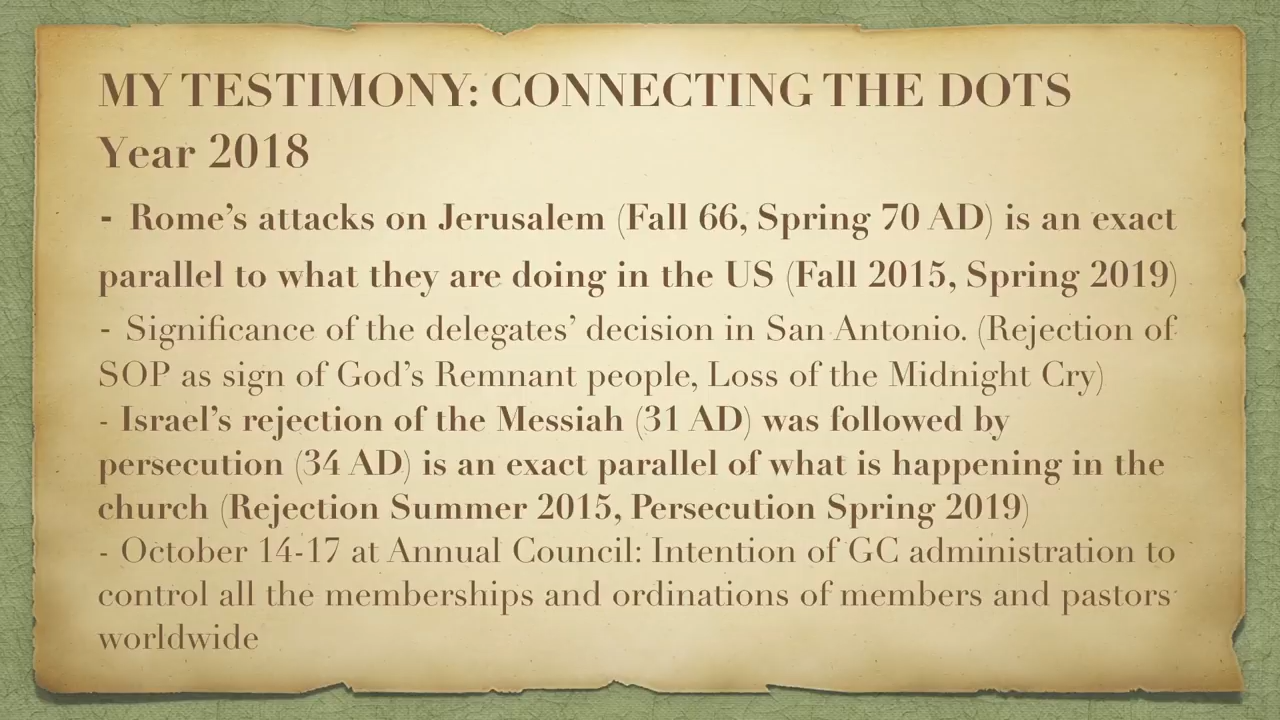 MY TESTIMONY: CONNECTING THE DOTS
Year 2018
- Rome's attacks on Jerusalem (Fall 66, Spring 70 AD) is an exact
parallel to what they are doing in the US (Fall 2015, Spring 2019)
- Significance of the delegates' decision in San Antonio. (Rejection of
SOP as sign of God's Remnant people, Loss of the Midnight Cry)
- Israel's rejection of the Messiah (31 AD) was followed by
persecution (34 AD) is an exact parallel of what is happening in the
church (Rejection Summer 2015, Persecution Spring 2019)
- October 14-17 at Annual Council: Intention of GC administration to
control all the memberships and ordinations of members and pastors
worldwide